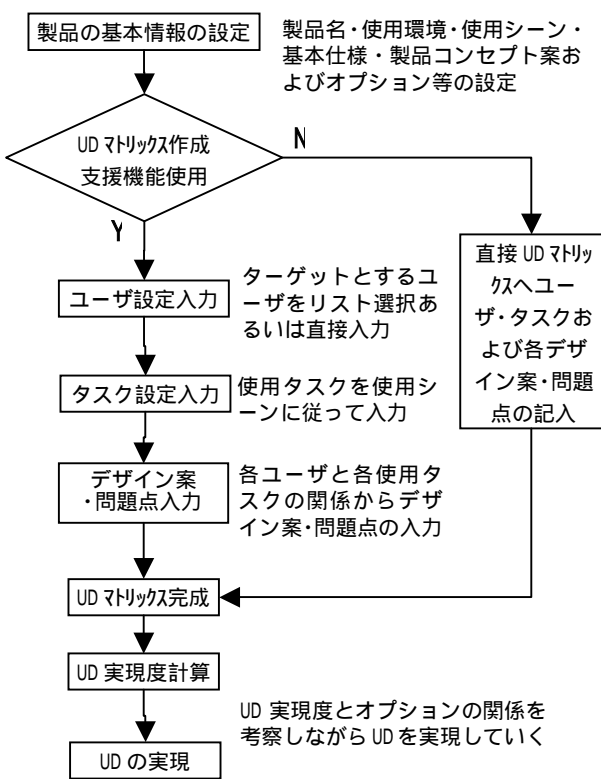 製品の基本情報の設定
製品名・使用環境・使用シーン・
基本仕様・製品コンセプト案お
よびオプション等の設定
UDマトリックス作成
支援機能使用
N
Y
ユーザ設定入力
ターゲットとするユ
ーザをリスト選択あ
るいは直接入力
タスク設定入力
使用タスクを使用シ
ーンに従って入力
デザイン案
・問題点入力
各ユーザと各使用タ
スクの関係からデザ
イン案・問題点の入力
直接 UDマトリッ
クスへユー
ザ・タスクお
よび各デザ
イン案・問題
点の記入
UDマトリックス完成
UD 実現度計算
UD 実現度とオプションの関係を
考察しながらUDを実現していく
UD の実現